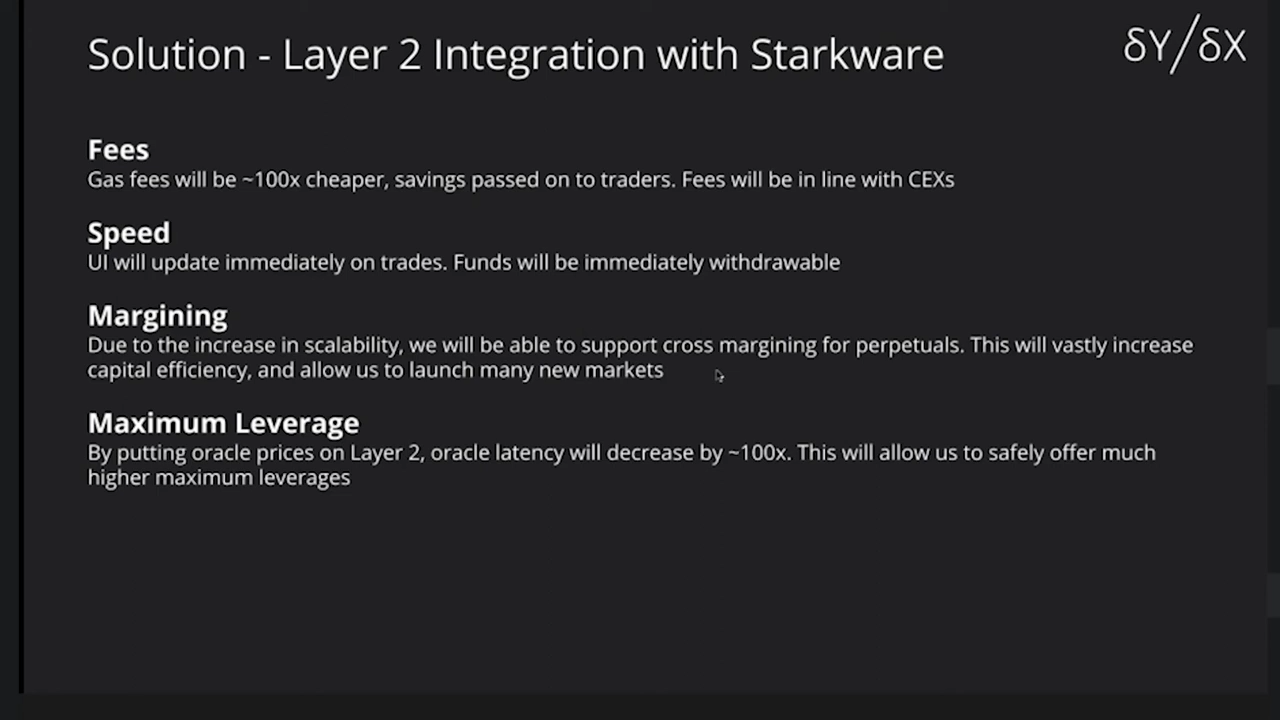 Solution - Layer 2 Integration with Starkware
δY/δX
Fees
Gas fees will be ~100x cheaper, savings passed on to traders. Fees will be in line with CEXs
Speed
UI will update immediately on trades. Funds will be immediately withdrawable
Margining
Due to the increase in scalability, we will be able to support cross margining for perpetuals. This will vastly increase
capital efficiency, and allow us to launch many new markets
Maximum Leverage
By putting oracle prices on Layer 2, oracle latency will decrease by ~100x. This will allow us to safely offer much
higher maximum leverages